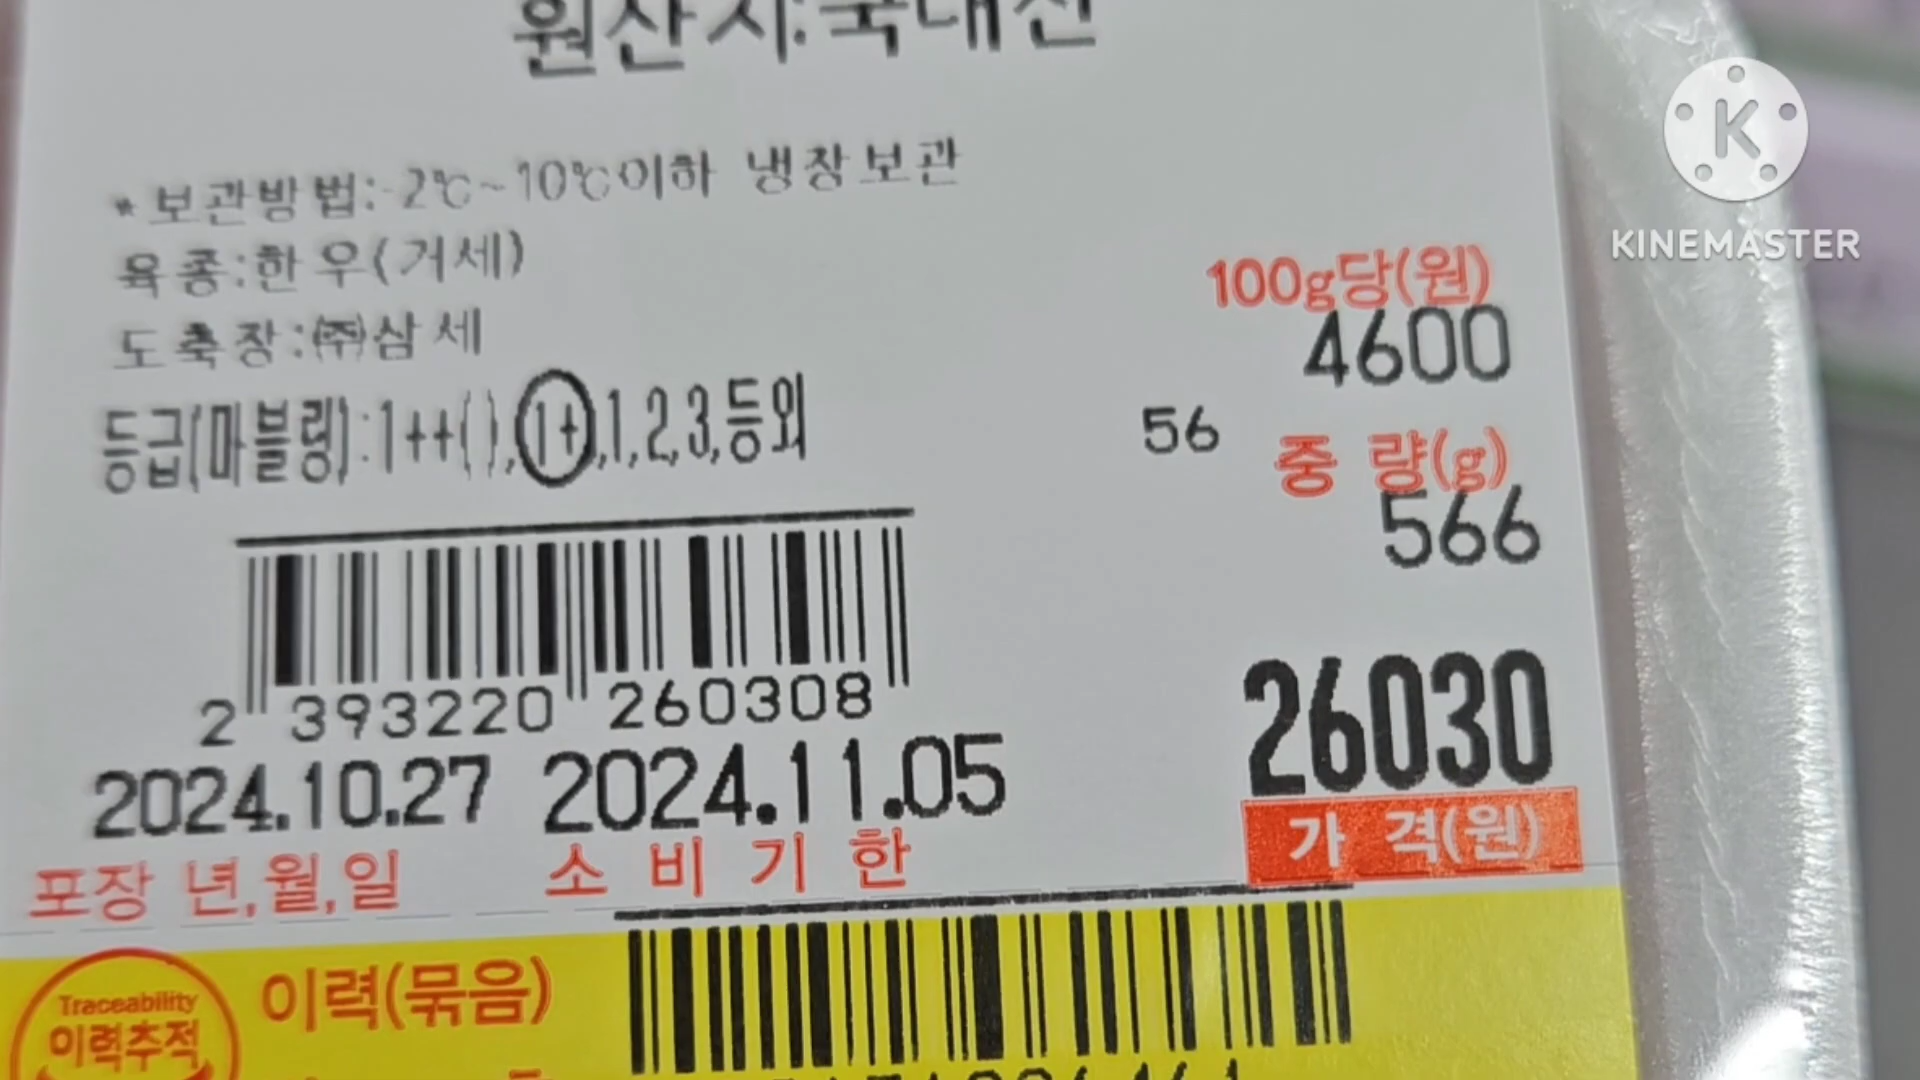 원산지:국내산
*보관방법:-2℃~10℃이하 냉장보관
육종:한우(거세)
도축장:㈜삼세
등급(마블링):1++( ),1+,1,2,3,등외
100g당(원)
4600
56
중 량(g)
566
2 393220 260308
26030
2024.10.27 2024.11.05
포장 년,월,일 소비기한
가 격(원)
Traceability
이력추적
이력(묶음)
KINEMASTER